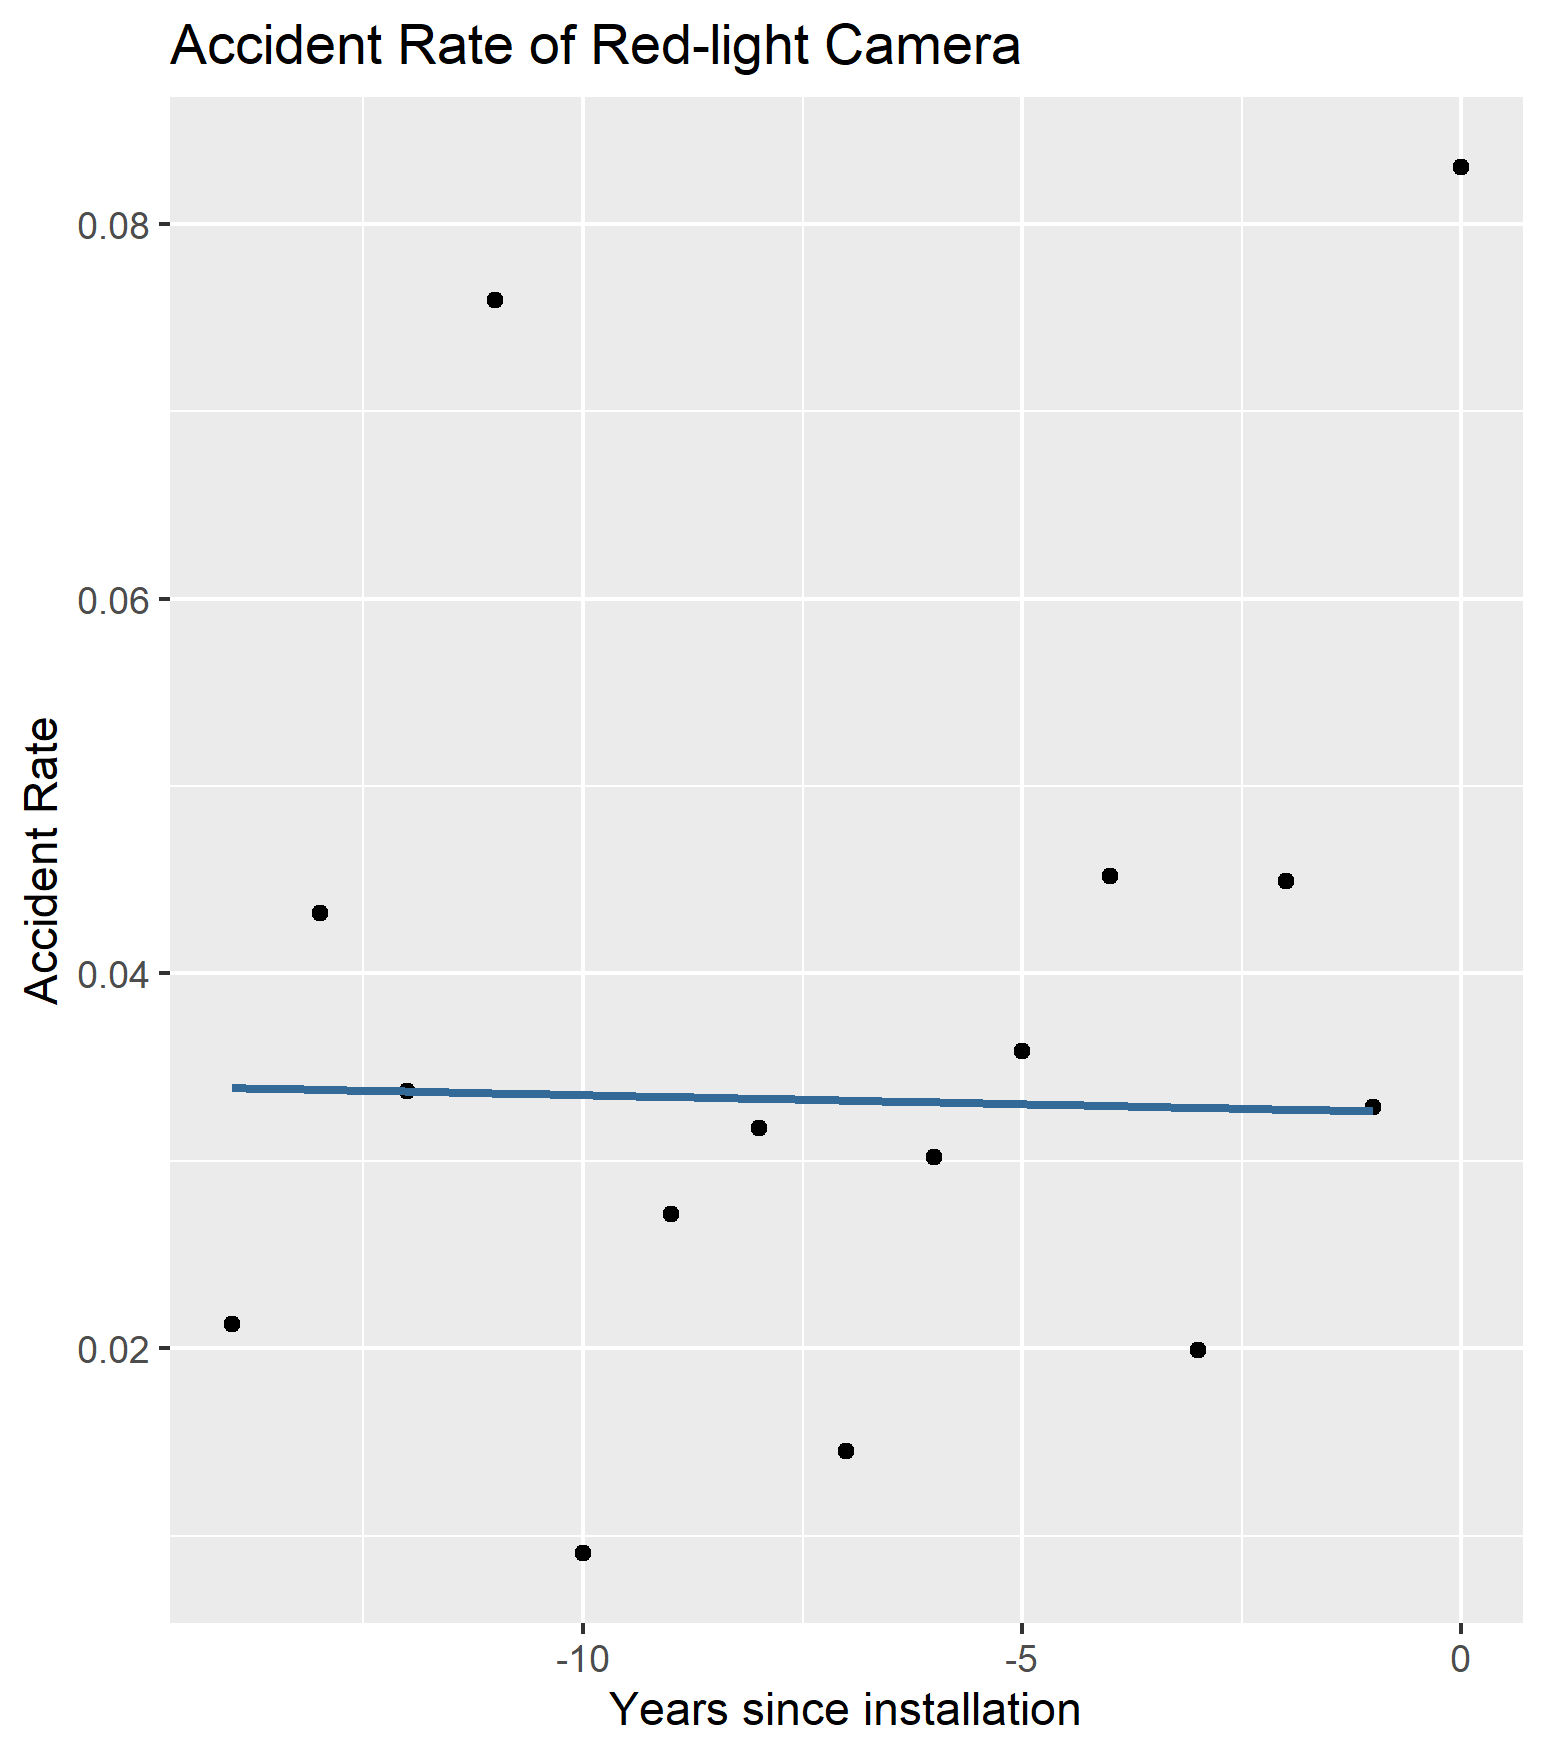 Accident Rate of Red-light Camera
0.08
0.06
0.04
0.02
Accident Rate
-10 -5 0
Years since installation